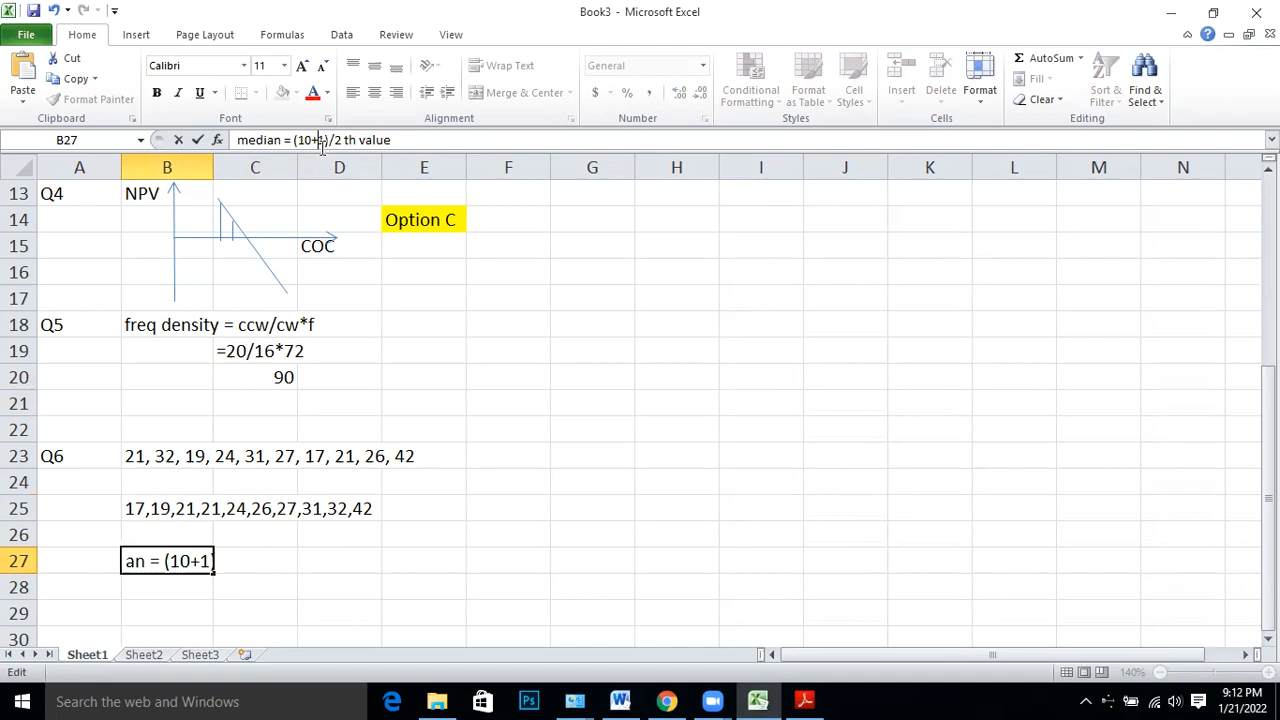 Book3 - Microsoft Excel
File Home Insert Page Layout Formulas Data Review View
Paste
Cut
Copy
Format Painter
Clipboard
Calibri 11
B I U
Font
Wrap Text
Merge & Center
Alignment
General
$ % ,
Number
Conditional Formatting
Format as Table
Cell Styles
Styles
Insert Delete Format
Cells
AutoSum
Fill
Clear
Sort & Filter
Find & Select
Editing
B27 fx median = (10+1)/2 th value
A B C D E F G H I J K L M N
13 Q4 NPV
14 Option C
15 COC
16
17
18 Q5 freq density = ccw/cw*f
19 =20/16*72
20 90
21
22
23 Q6 21, 32, 19, 24, 31, 27, 17, 21, 26, 42
24
25 17,19,21,21,24,26,27,31,32,42
26
27 an = (10+1)
28
29
30
Sheet1 Sheet2 Sheet3
Edit 140%
Search the web and Windows
9:12 PM
1/21/2022